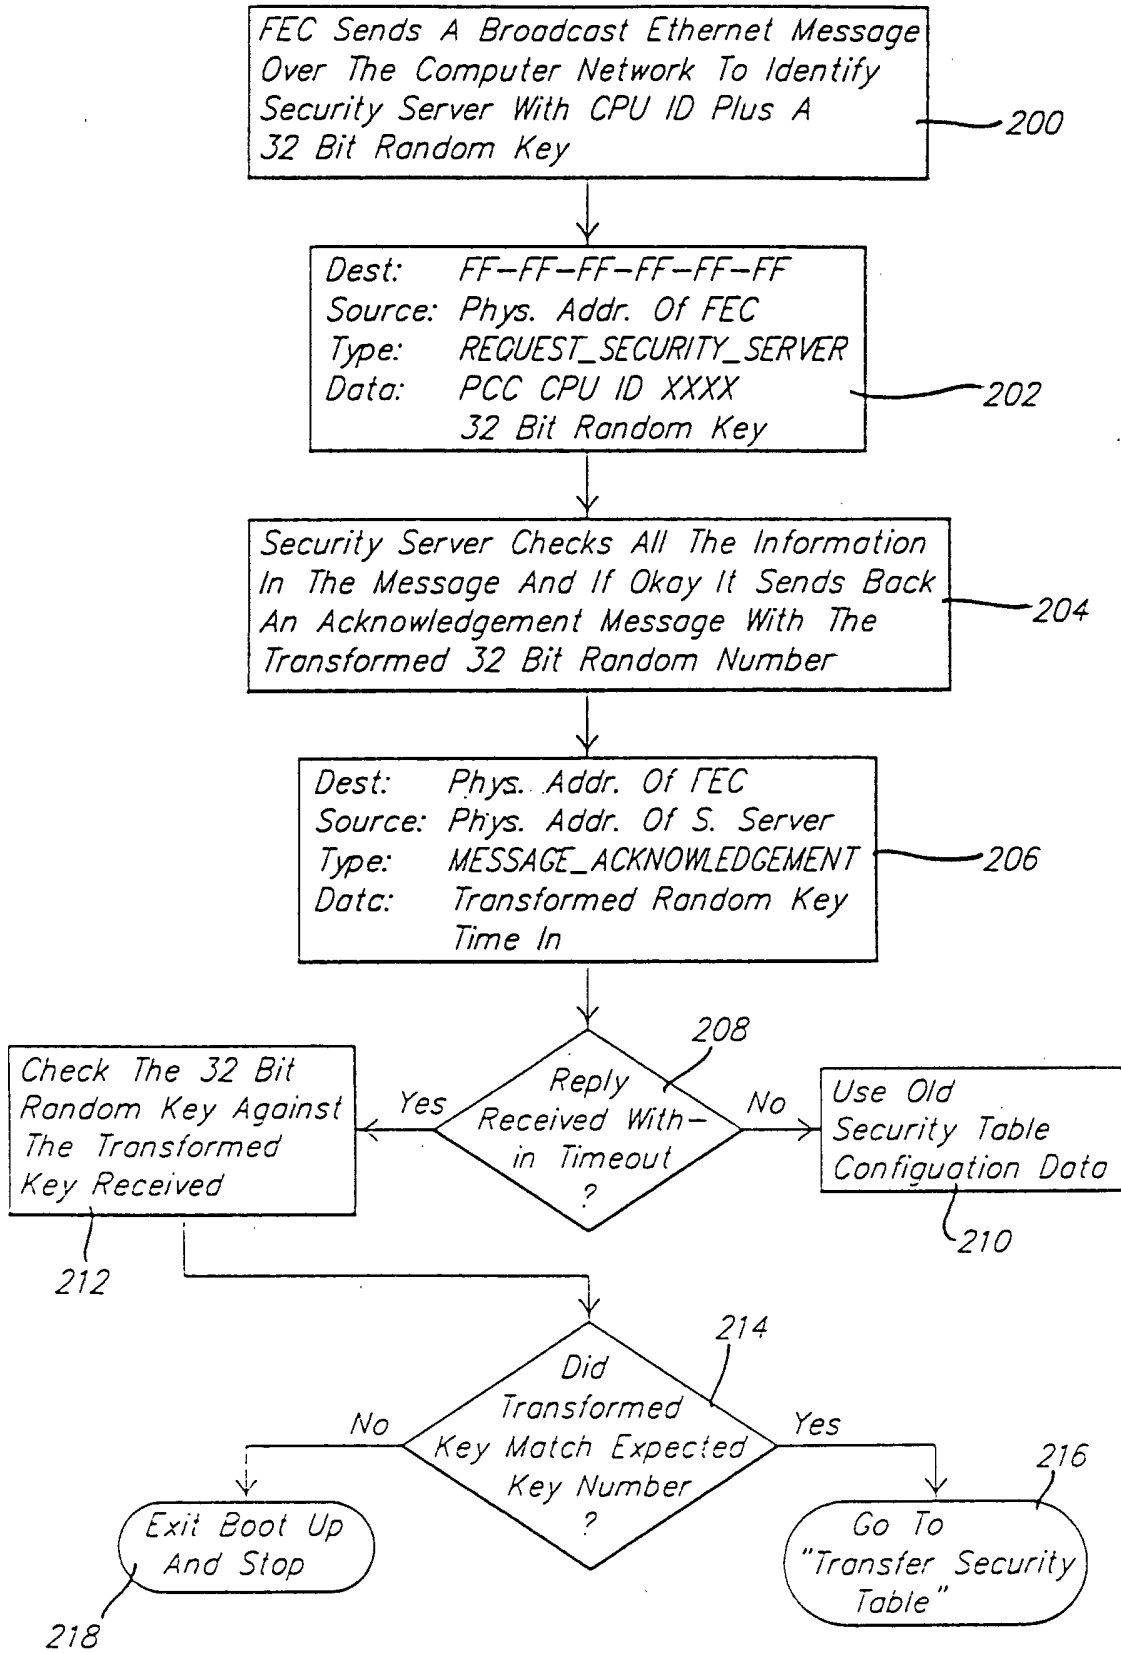 FEC Sends A Broadcast Ethernet Message
Over The Computer Network To Identify
Security Server With CPU ID Plus A
32 Bit Random Key
200
Dest: FF-FF-FF-FF-FF-FF
Source: Phys. Addr. Of FEC
Type: REQUEST_SECURITY_SERVER
Data: PCC CPU ID XXXX
32 Bit Random Key
202
Security Server Checks All The Information
In The Message And If Okay It Sends Back
An Acknowledgement Message With The
Transformed 32 Bit Random Number
204
Dest: Phys. Addr. Of FEC
Source: Phys. Addr. Of S. Server
Type: MESSAGE_ACKNOWLEDGEMENT
Data: Transformed Random Key
Time In
206
208
Reply
Received With-
in Timeout
?
Yes
No
Check The 32 Bit
Random Key Against
The Transformed
Key Received
212
Use Old
Security Table
Configuation Data
210
214
Did
Transformed
Key Match Expected
Key Number
?
No
Yes
Exit Boot Up
And Stop
218
216
Go To
"Transfer Security
Table"